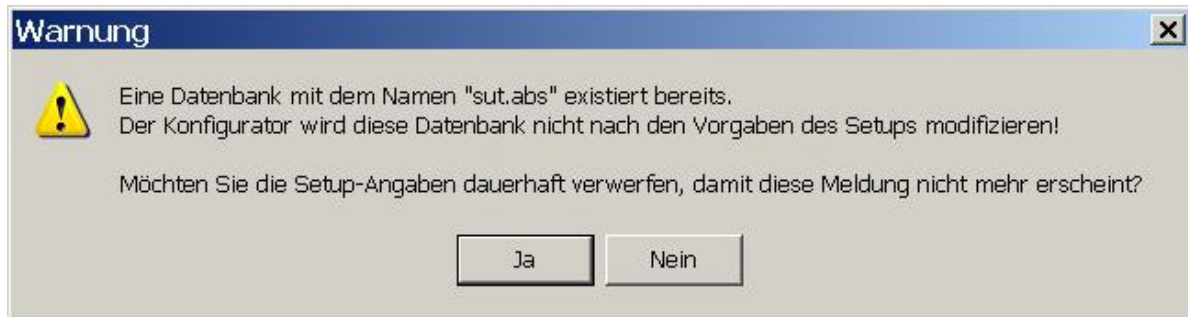 Warnung
Eine Datenbank mit dem Namen "sut.abs" existiert bereits.
Der Konfigurator wird diese Datenbank nicht nach den Vorgaben des Setups modifizieren!
Möchten Sie die Setup-Angaben dauerhaft verwerfen, damit diese Meldung nicht mehr erscheint?
Ja
Nein